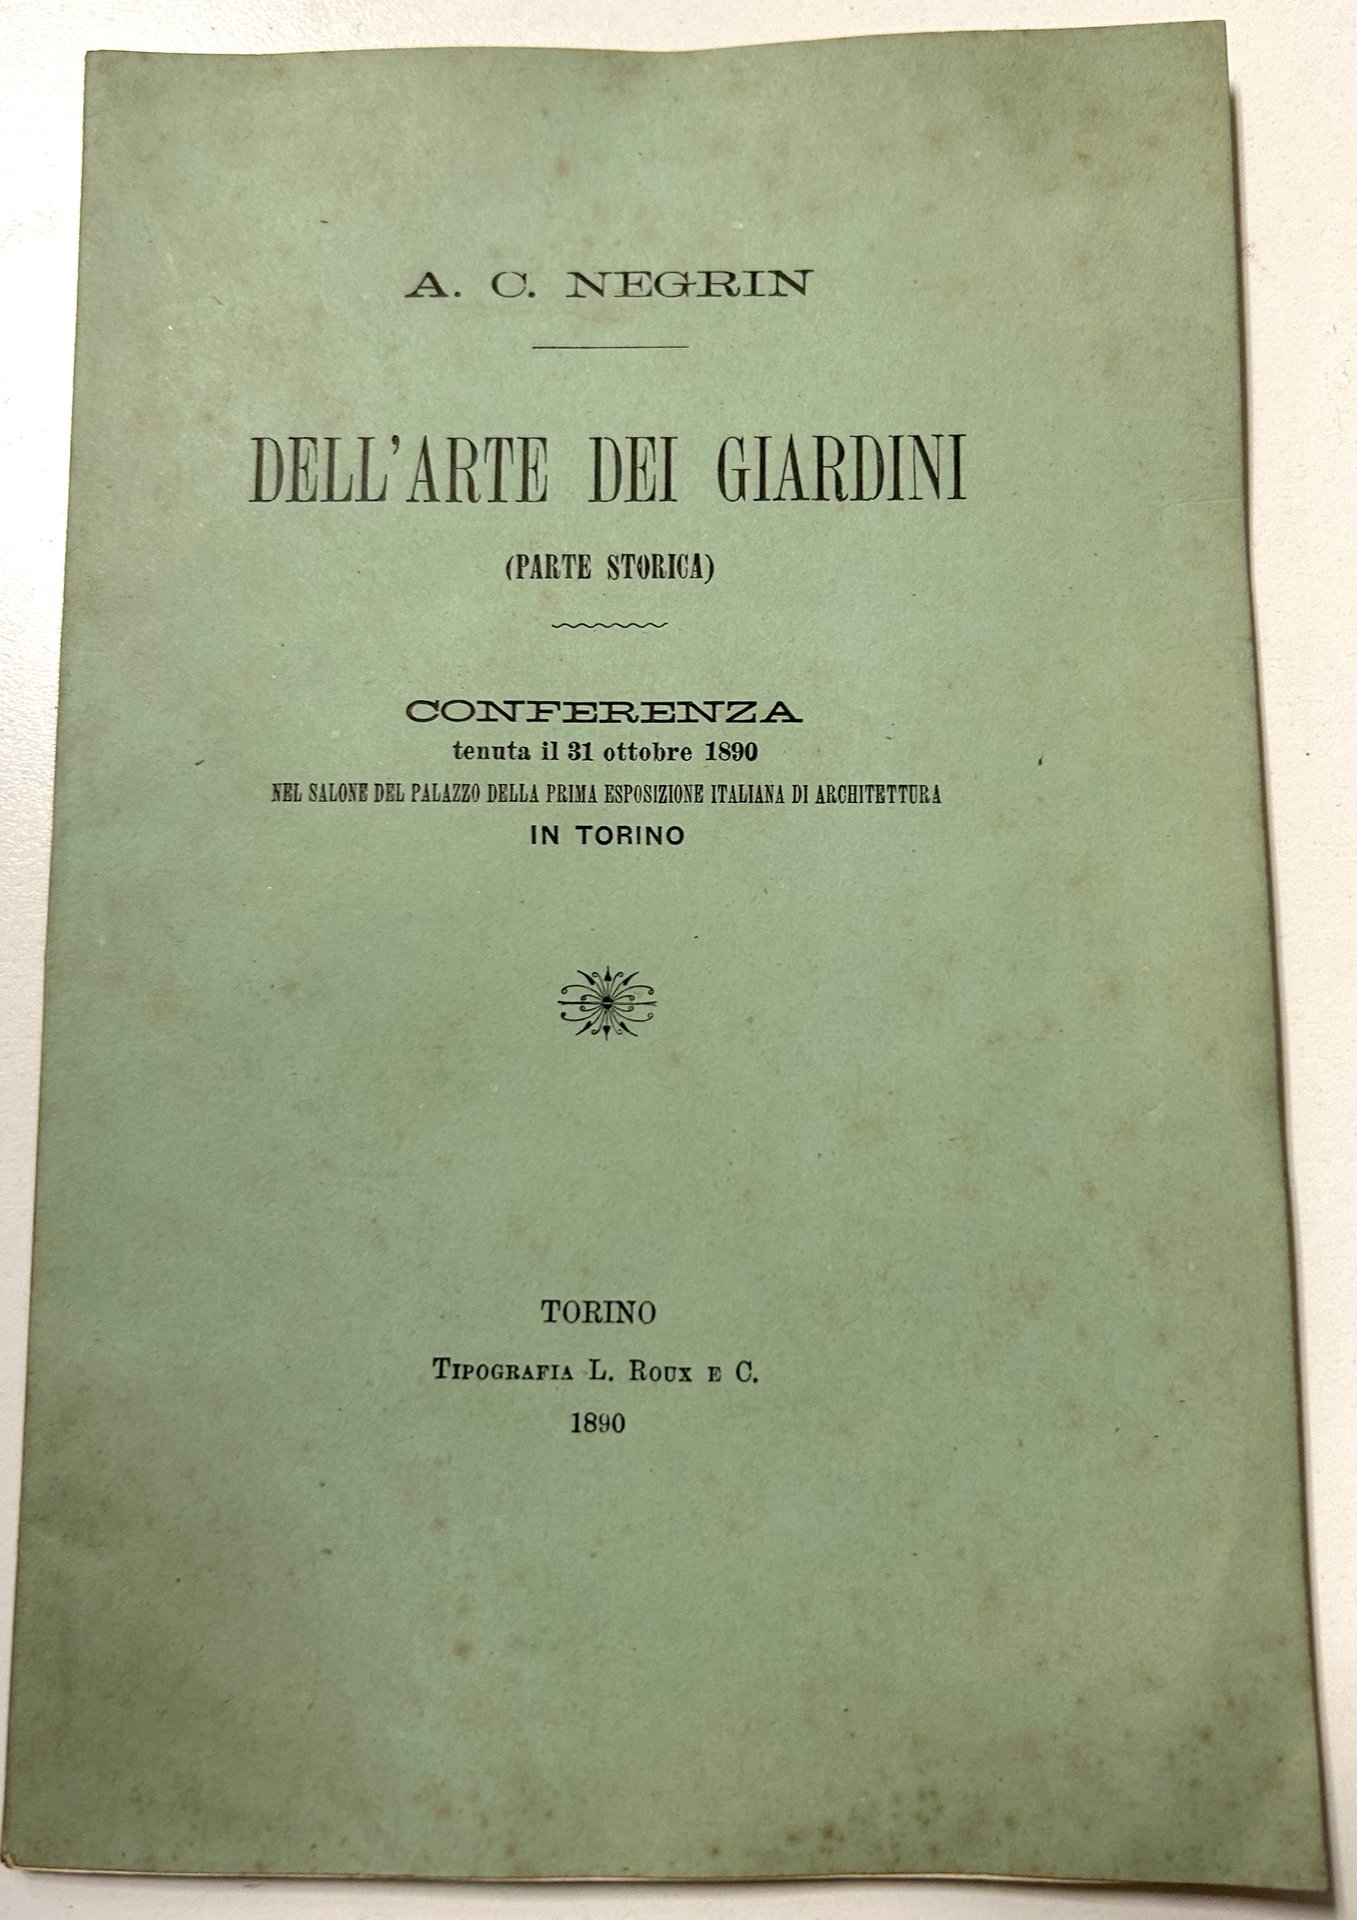 A. C. NEGRIN
DELL'ARTE DEI GIARDINI
(PARTE STORICA)
CONFERENZA
tenuta il 31 ottobre 1890
NEL SALONE DEL PALAZZO DELLA PRIMA ESPOSIZIONE ITALIANA DI ARCHITETTURA
IN TORINO
TORINO
TIPOGRAFIA L. ROUX E C.
1890